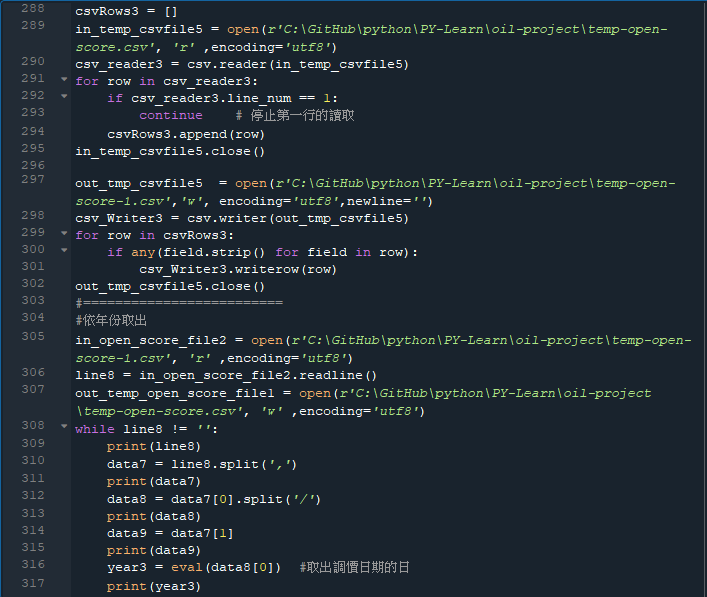 288 csvRows3 = []
289 in_temp_csvfile5 = open(r'C:\GitHub\python\PY-Learn\oil-project\temp-open-
score.csv', 'r' ,encoding='utf8')
290 csv_reader3 = csv.reader(in_temp_csvfile5)
291 for row in csv_reader3:
292 if csv_reader3.line_num == 1:
293 continue # 停止第一行的讀取
294 csvRows3.append(row)
295 in_temp_csvfile5.close()
296
297 out_tmp_csvfile5 = open(r'C:\GitHub\python\PY-Learn\oil-project\temp-open-
score-1.csv','w', encoding='utf8',newline='')
298 csv_Writer3 = csv.writer(out_tmp_csvfile5)
299 for row in csvRows3:
300 if any(field.strip() for field in row):
301 csv_Writer3.writerow(row)
302 out_tmp_csvfile5.close()
303 #=========================
304 #依年份取出
305 in_open_score_file2 = open(r'C:\GitHub\python\PY-Learn\oil-project\temp-open-
score-1.csv', 'r' ,encoding='utf8')
306 line8 = in_open_score_file2.readline()
307 out_temp_open_score_file1 = open(r'C:\GitHub\python\PY-Learn\oil-project
\temp-open-score.csv', 'w' ,encoding='utf8')
308 while line8 != '':
309 print(line8)
310 data7 = line8.split(',')
311 print(data7)
312 data8 = data7[0].split('/')
313 print(data8)
314 data9 = data7[1]
315 print(data9)
316 year3 = eval(data8[0]) #取出調價日期的日
317 print(year3)